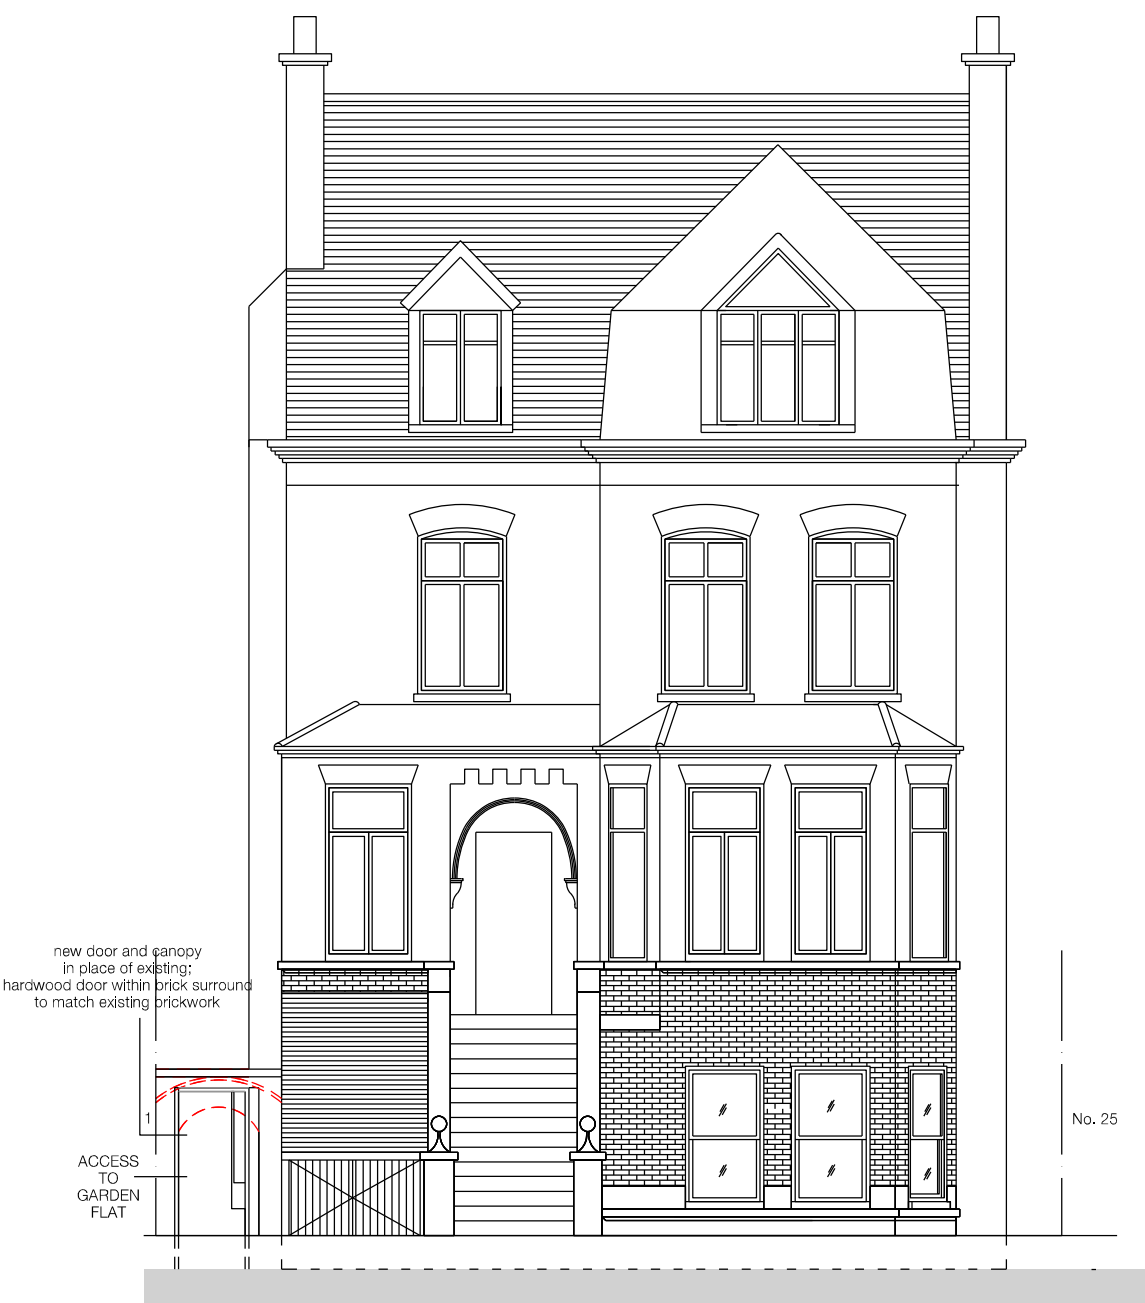 new door and canopy
in place of existing;
hardwood door within brick surround
to match existing brickwork
1
No. 25
ACCESS
TO
GARDEN
FLAT